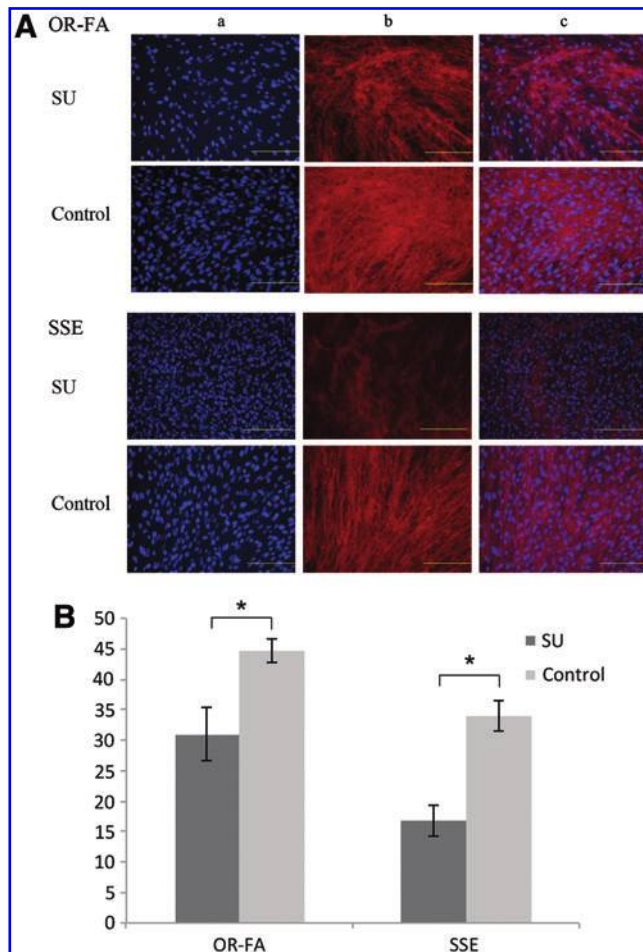 A OR-FA a b c
SU
Control
SSE
SU
Control
B
50
45
40
35
30
25
20
15
10
5
0
* *
SU
Control
OR-FA SSE